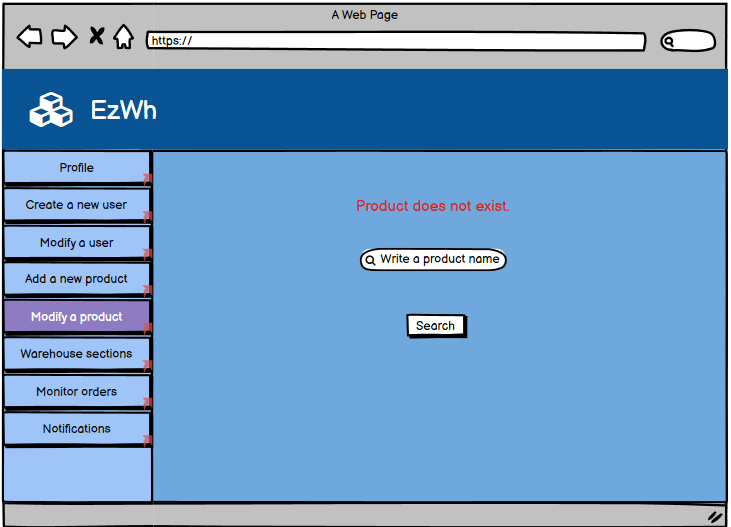 A Web Page
https://
EzWh
Profile
Create a new user
Modify a user
Add a new product
Modify a product
Warehouse sections
Monitor orders
Notifications
Product does not exist.
Write a product name
Search